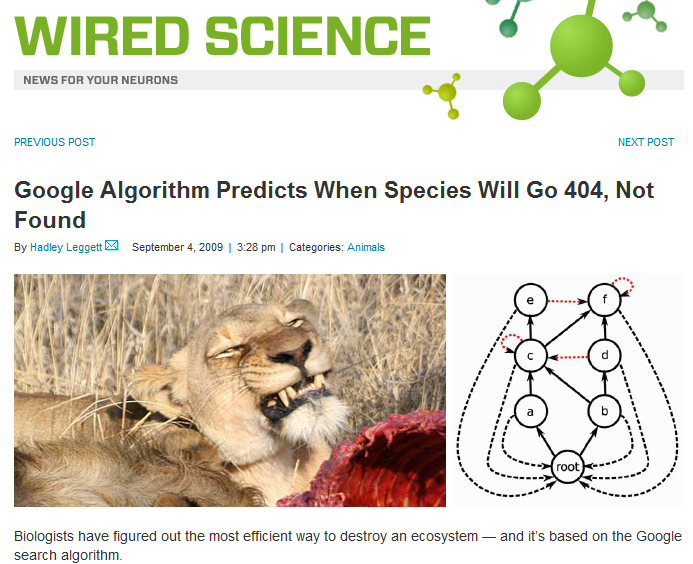 WIRED SCIENCE
NEWS FOR YOUR NEURONS
PREVIOUS POST
NEXT POST
Google Algorithm Predicts When Species Will Go 404, Not
Found
By Hadley Leggett September 4, 2009 | 3:28 pm | Categories: Animals
e f
c d
a b
root
Biologists have figured out the most efficient way to destroy an ecosystem — and it's based on the Google
search algorithm.